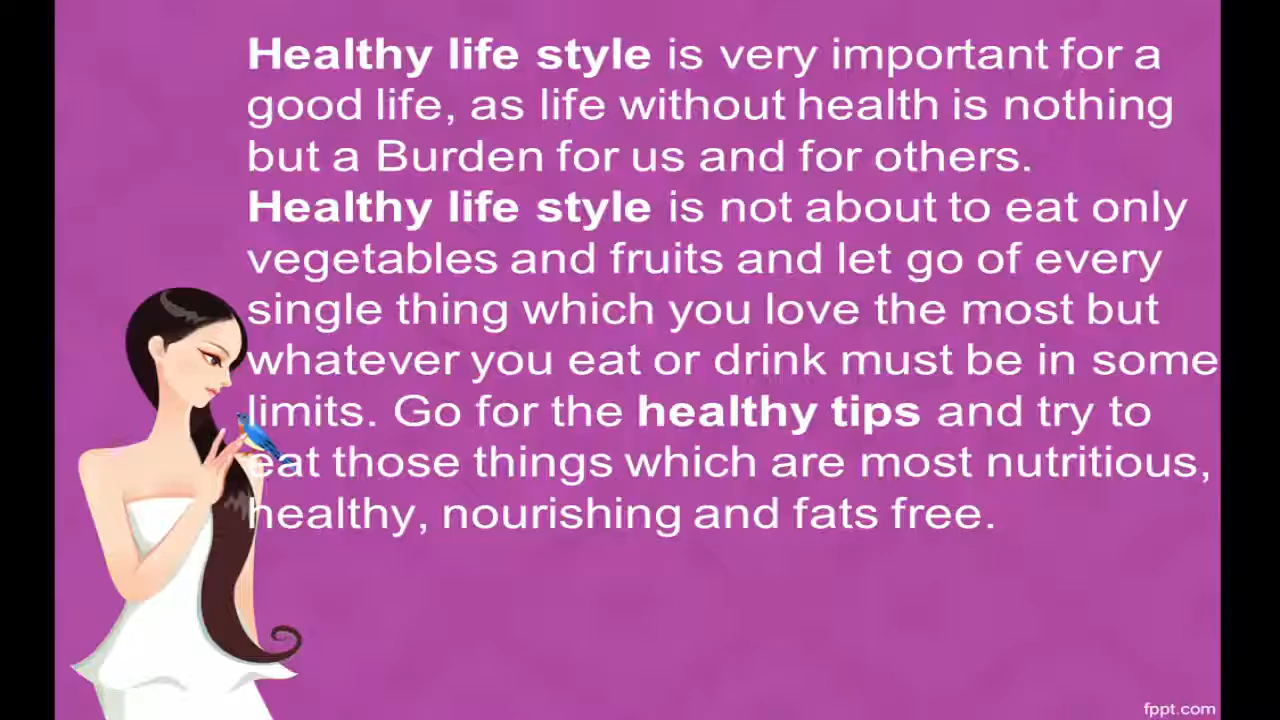 Healthy life style is very important for a
good life, as life without health is nothing
but a Burden for us and for others.
Healthy life style is not about to eat only
vegetables and fruits and let go of every
single thing which you love the most but
whatever you eat or drink must be in some
limits. Go for the healthy tips and try to
eat those things which are most nutritious,
healthy, nourishing and fats free.
fppt.com